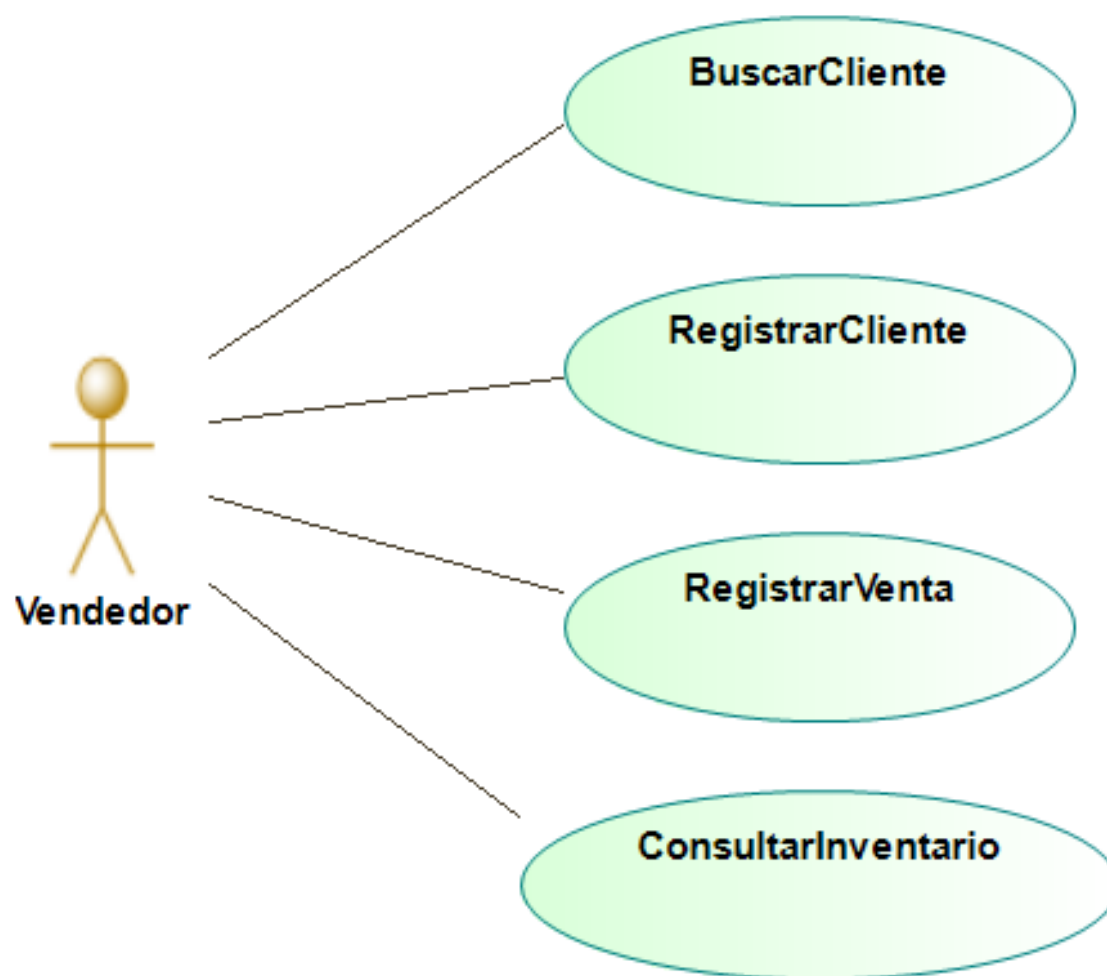 BuscarCliente
RegistrarCliente
Vendedor
RegistrarVenta
ConsultarInventario